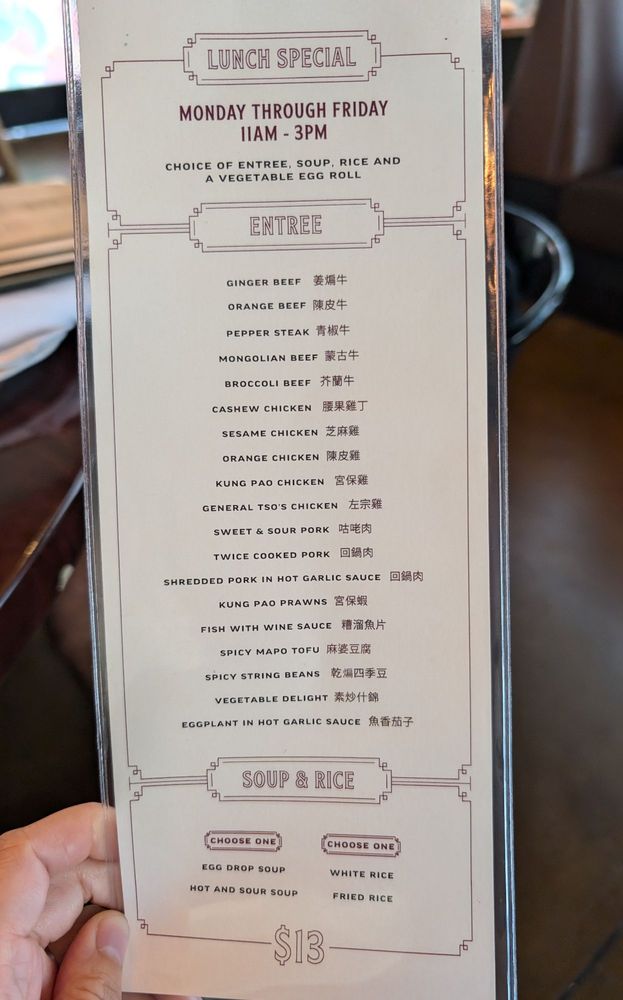 LUNCH SPECIAL
MONDAY THROUGH FRIDAY
11AM - 3PM
CHOICE OF ENTREE, SOUP, RICE AND
A VEGETABLE EGG ROLL
ENTREE
GINGER BEEF 姜煸牛
ORANGE BEEF 陳皮牛
PEPPER STEAK 青椒牛
MONGOLIAN BEEF 蒙古牛
BROCCOLI BEEF 芥蘭牛
CASHEW CHICKEN 腰果雞丁
SESAME CHICKEN 芝麻雞
ORANGE CHICKEN 陳皮雞
KUNG PAO CHICKEN 宮保雞
GENERAL TSO'S CHICKEN 左宗雞
SWEET & SOUR PORK 咕咾肉
TWICE COOKED PORK 回鍋肉
SHREDDED PORK IN HOT GARLIC SAUCE 回鍋肉
KUNG PAO PRAWNS 宮保蝦
FISH WITH WINE SAUCE 糟溜魚片
SPICY MAPO TOFU 麻婆豆腐
SPICY STRING BEANS 乾煸四季豆
VEGETABLE DELIGHT 素炒什錦
EGGPLANT IN HOT GARLIC SAUCE 魚香茄子
SOUP & RICE
CHOOSE ONE
EGG DROP SOUP
HOT AND SOUR SOUP
CHOOSE ONE
WHITE RICE
FRIED RICE
$13